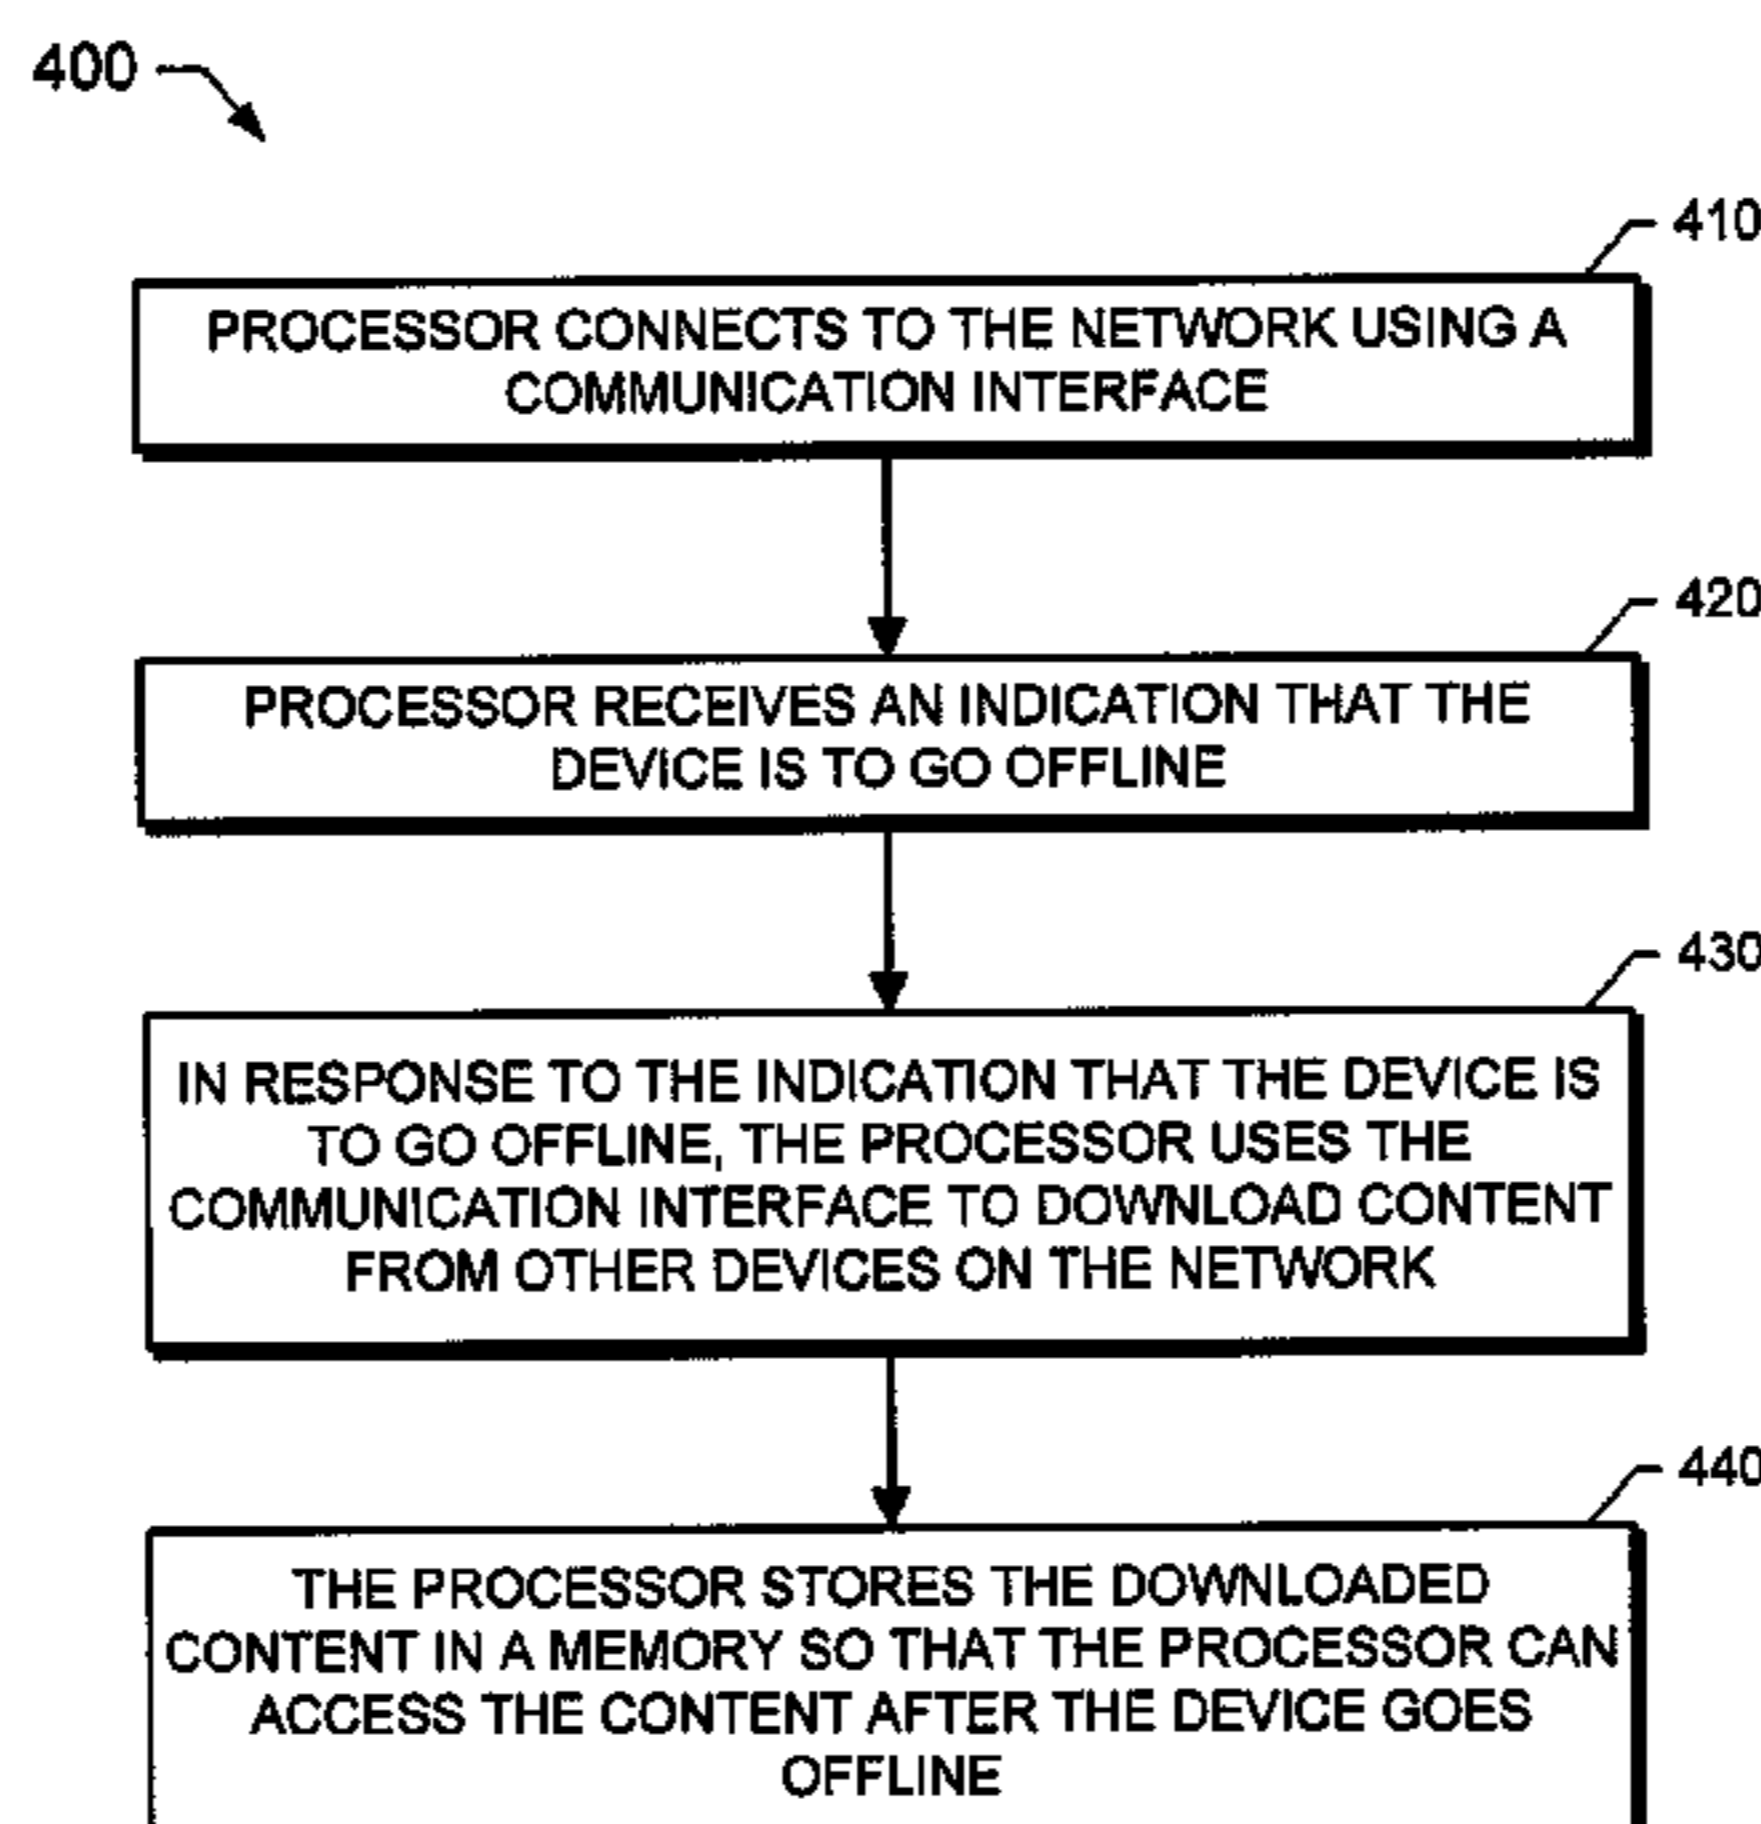 400
410
PROCESSOR CONNECTS TO THE NETWORK USING A
COMMUNICATION INTERFACE
420
PROCESSOR RECEIVES AN INDICATION THAT THE
DEVICE IS TO GO OFFLINE
430
IN RESPONSE TO THE INDICATION THAT THE DEVICE IS
TO GO OFFLINE, THE PROCESSOR USES THE
COMMUNICATION INTERFACE TO DOWNLOAD CONTENT
FROM OTHER DEVICES ON THE NETWORK
440
THE PROCESSOR STORES THE DOWNLOADED
CONTENT IN A MEMORY SO THAT THE PROCESSOR CAN
ACCESS THE CONTENT AFTER THE DEVICE GOES
OFFLINE